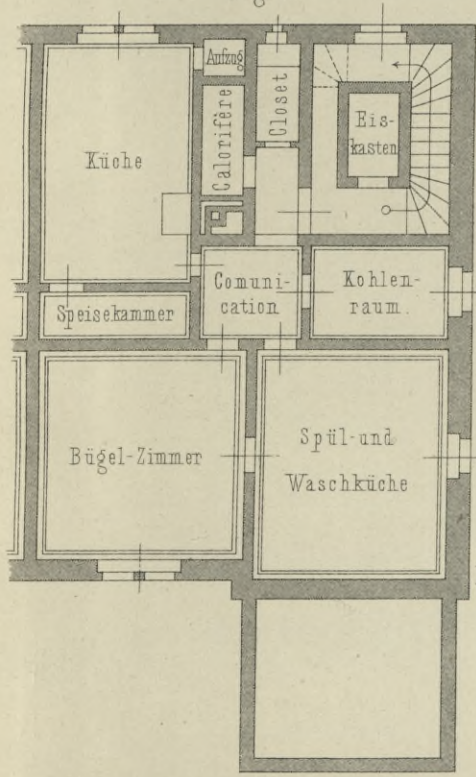 Aufzug
Calorifère
Closet
Eis-
kasten
Küche
Comuni-
cation
Kohlen-
raum.
Speisekammer
Bügel-Zimmer
Spül- und
Waschküche